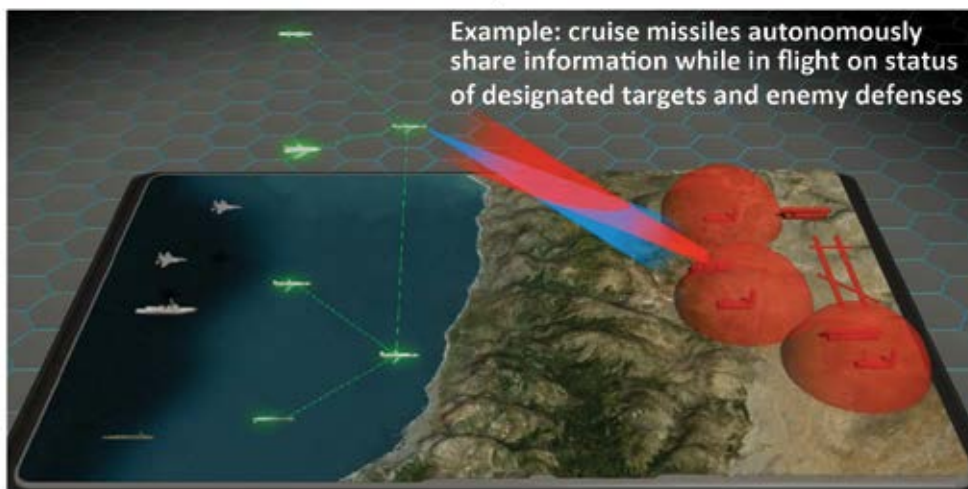 Example: cruise missiles autonomously
share information while in flight on status
of designated targets and enemy defenses